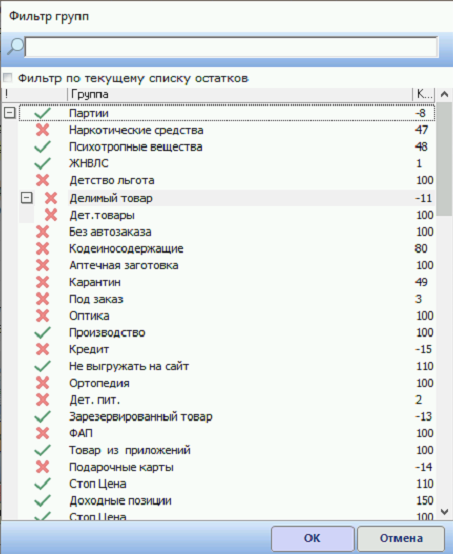 Фильтр групп
Фильтр по текущему списку остатков
! Группа К...
Партии -8
Наркотические средства 47
Психотропные вещества 48
ЖНВЛС 1
Детство льгота 100
Делимый товар -11
Дет.товары 100
Без автозаказа 100
Кодеиносодержащие 80
Аптечная заготовка 100
Карантин 49
Под заказ 3
Оптика 100
Производство 100
Кредит -15
Не выгружать на сайт 110
Ортопедия 100
Дет. пит. 2
Зарезервированный товар -13
ФАП 100
Товар из приложений 100
Подарочные карты -14
Стоп Цена 110
Доходные позиции 150
Стоп Цена 100
ОК Отмена